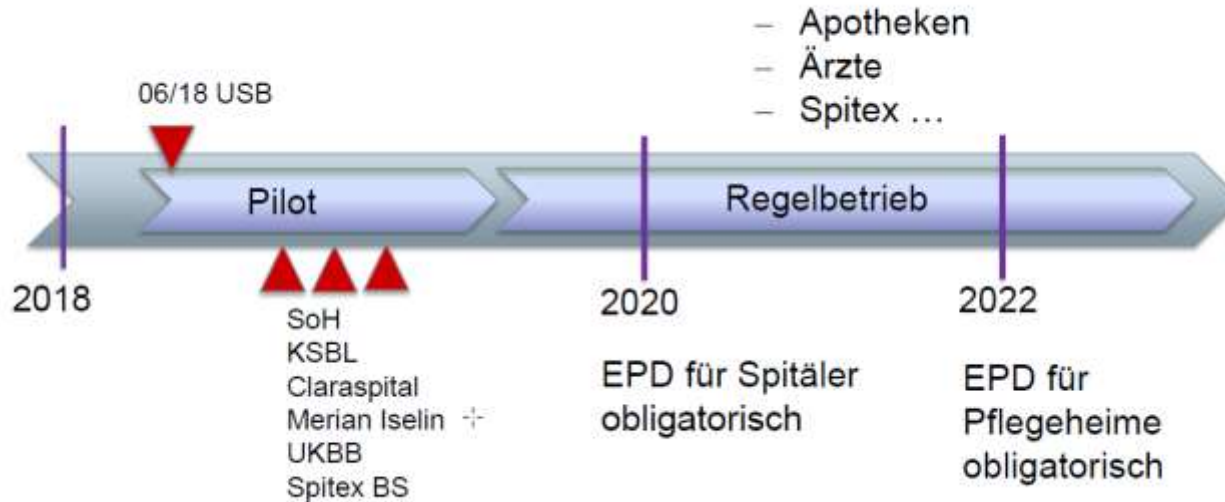 – Apotheken
– Ärzte
– Spitex ...
06/18 USB
Pilot
Regelbetrieb
2018
2020
2022
SoH
KSBL
Claraspital
Merian Iselin
UKBB
Spitex BS
EPD für Spitäler
obligatorisch
EPD für
Pflegeheime
obligatorisch